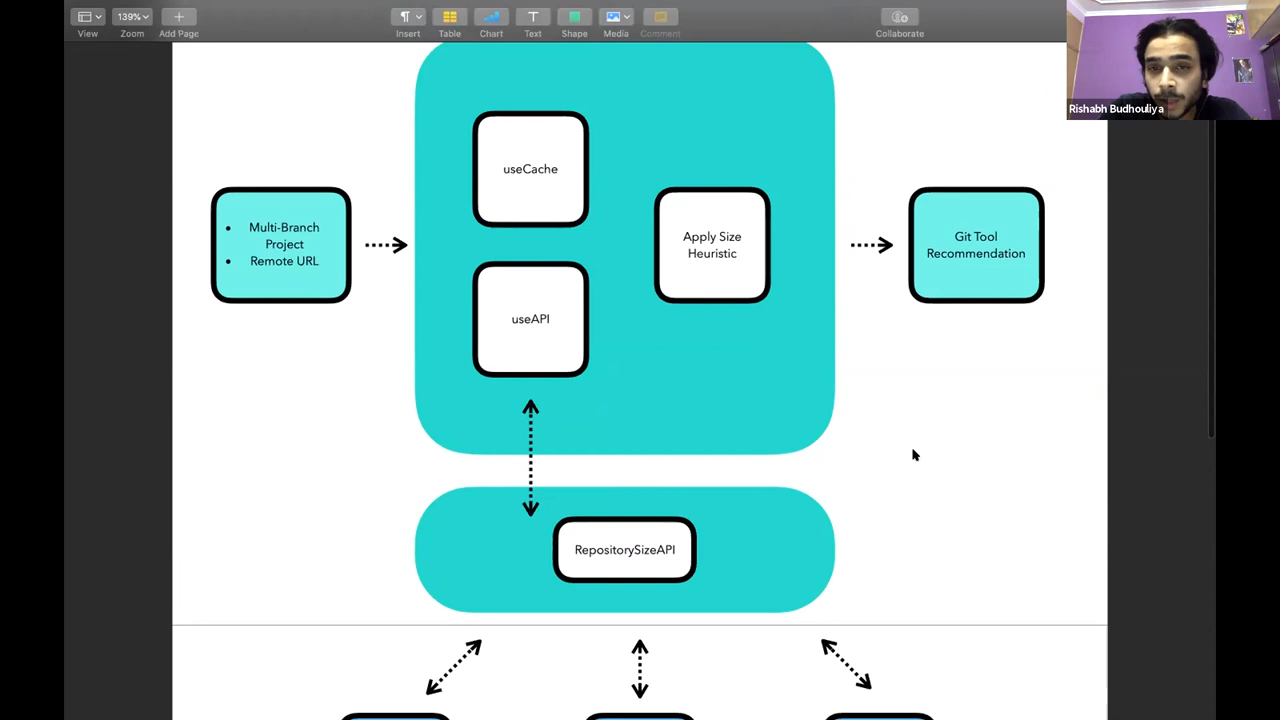 139%
View
Zoom
Add Page
Insert
Table
Chart
Text
Shape
Media
Comment
Collaborate
Rishabh Budhouliya
useCache
• Multi-Branch
Project
• Remote URL
Apply Size
Heuristic
Git Tool
Recommendation
useAPI
RepositorySizeAPI